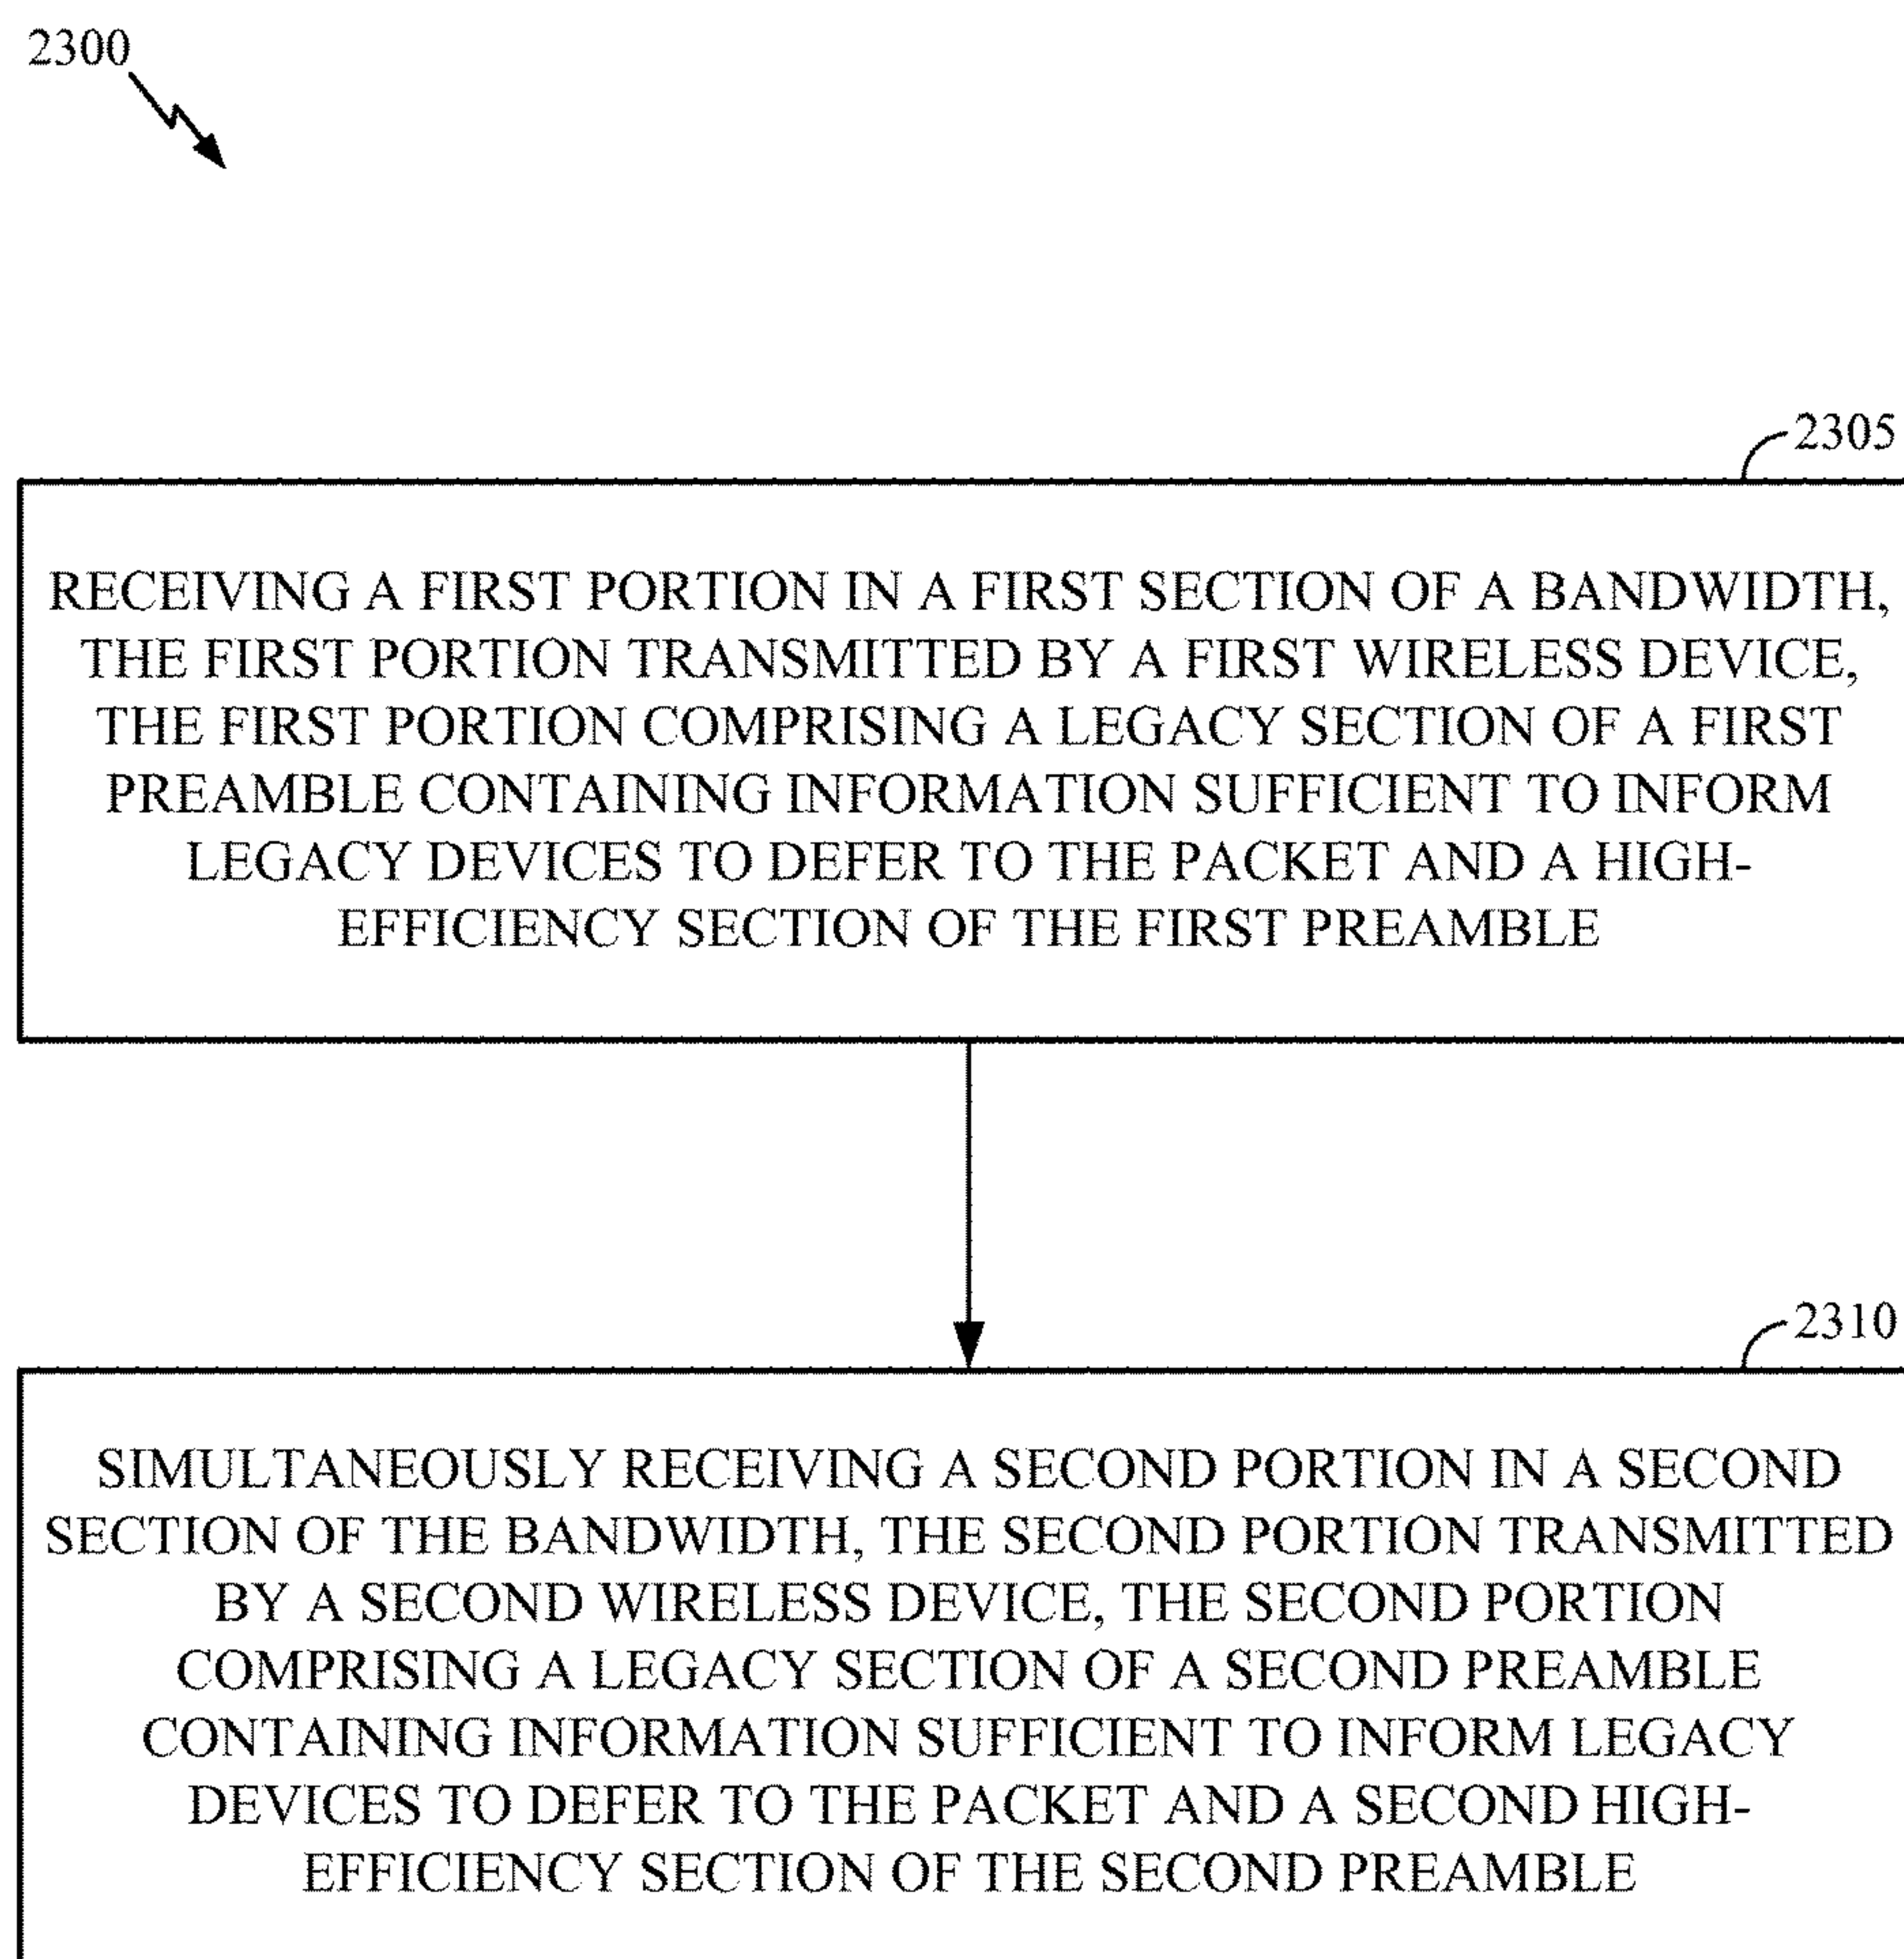 2300
2305
RECEIVING A FIRST PORTION IN A FIRST SECTION OF A BANDWIDTH,
THE FIRST PORTION TRANSMITTED BY A FIRST WIRELESS DEVICE,
THE FIRST PORTION COMPRISING A LEGACY SECTION OF A FIRST
PREAMBLE CONTAINING INFORMATION SUFFICIENT TO INFORM
LEGACY DEVICES TO DEFER TO THE PACKET AND A HIGH-
EFFICIENCY SECTION OF THE FIRST PREAMBLE
2310
SIMULTANEOUSLY RECEIVING A SECOND PORTION IN A SECOND
SECTION OF THE BANDWIDTH, THE SECOND PORTION TRANSMITTED
BY A SECOND WIRELESS DEVICE, THE SECOND PORTION
COMPRISING A LEGACY SECTION OF A SECOND PREAMBLE
CONTAINING INFORMATION SUFFICIENT TO INFORM LEGACY
DEVICES TO DEFER TO THE PACKET AND A SECOND HIGH-
EFFICIENCY SECTION OF THE SECOND PREAMBLE